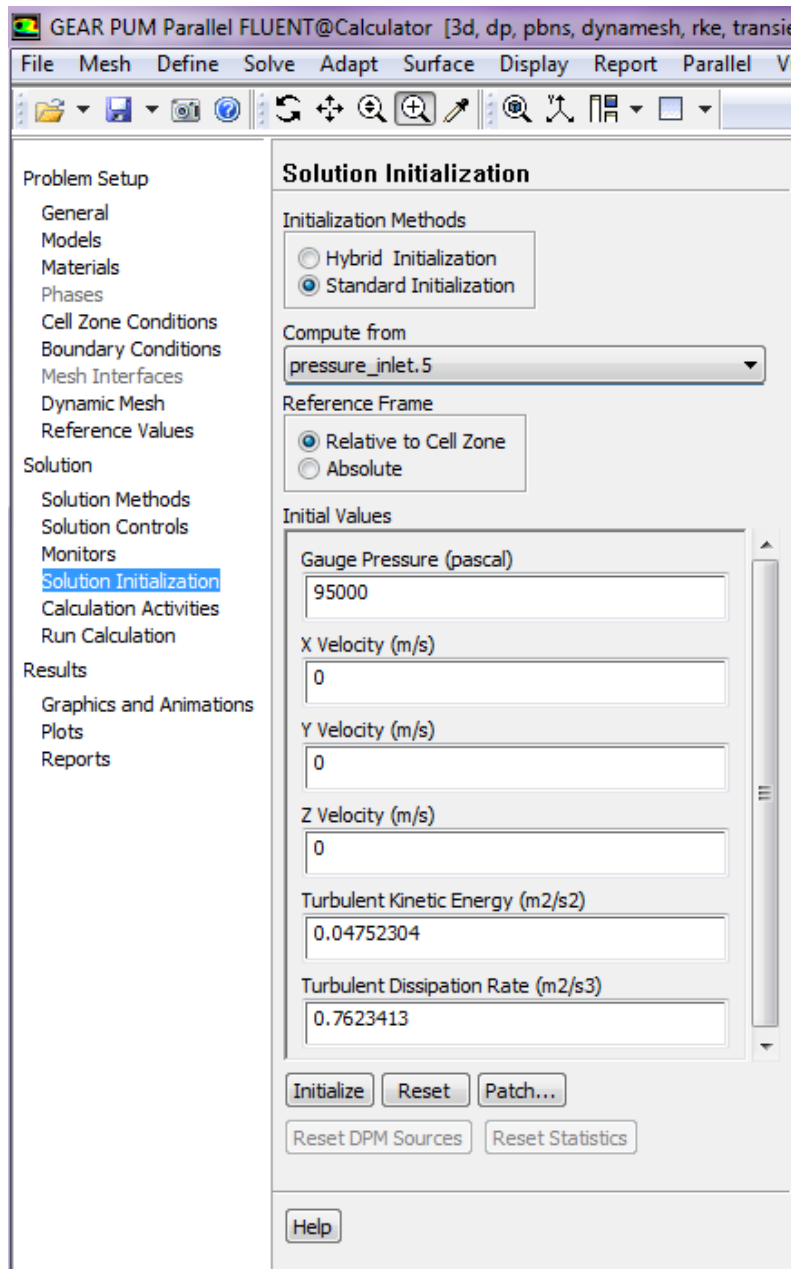 GEAR PUM Parallel FLUENT@Calculator [3d, dp, pbns, dynamesh, rke, transie
File Mesh Define Solve Adapt Surface Display Report Parallel V
Problem Setup
General
Models
Materials
Phases
Cell Zone Conditions
Boundary Conditions
Mesh Interfaces
Dynamic Mesh
Reference Values
Solution
Solution Methods
Solution Controls
Monitors
Solution Initialization
Calculation Activities
Run Calculation
Results
Graphics and Animations
Plots
Reports
Solution Initialization
Initialization Methods
Hybrid Initialization
Standard Initialization
Compute from
pressure_inlet.5
Reference Frame
Relative to Cell Zone
Absolute
Initial Values
Gauge Pressure (pascal)
95000
X Velocity (m/s)
0
Y Velocity (m/s)
0
Z Velocity (m/s)
0
Turbulent Kinetic Energy (m2/s2)
0.04752304
Turbulent Dissipation Rate (m2/s3)
0.7623413
Initialize Reset Patch...
Reset DPM Sources Reset Statistics
Help